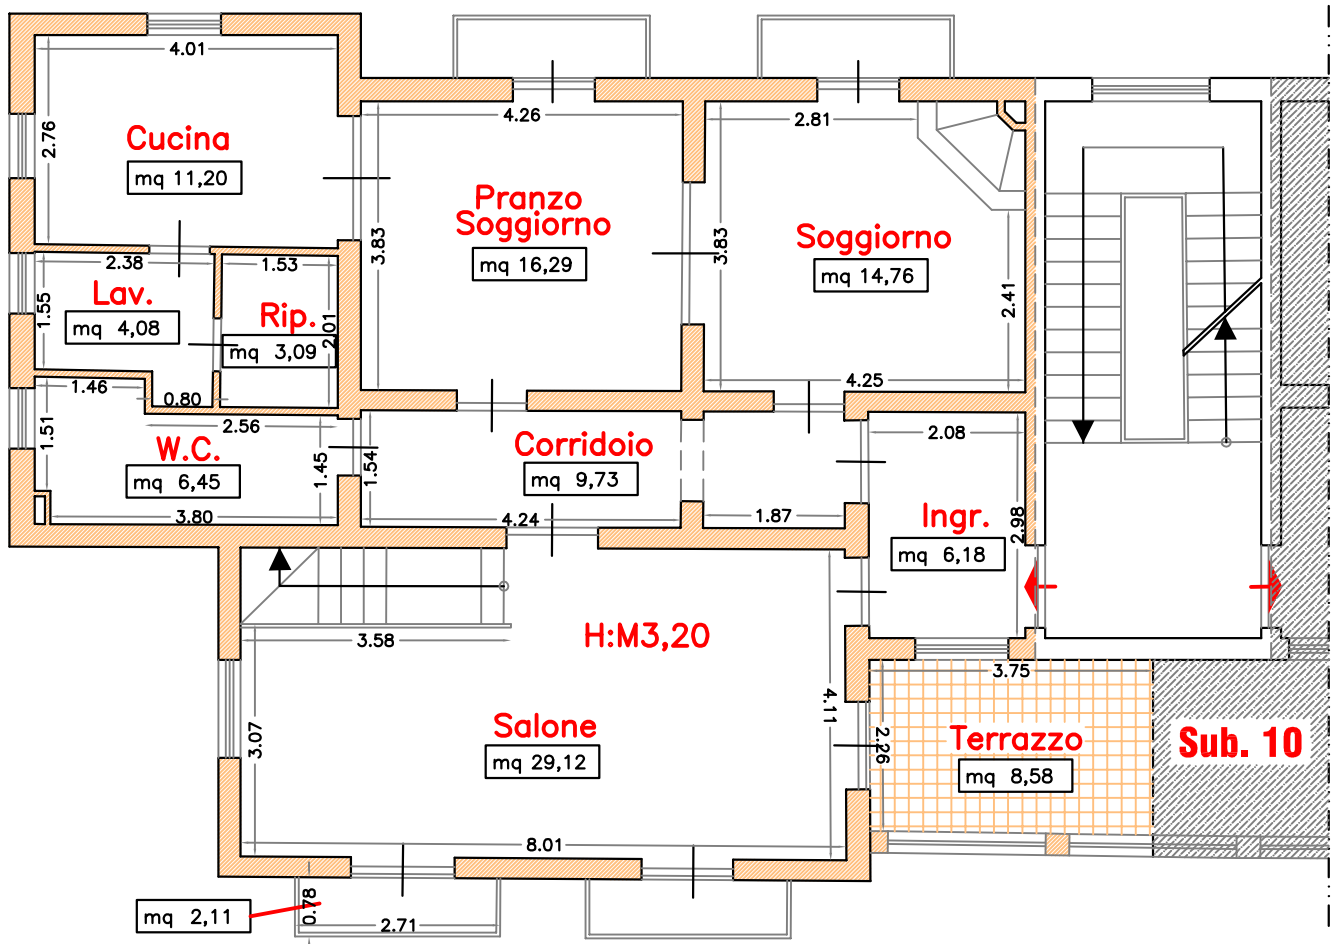 4.01
2.76
Cucina
mq 11,20
4.26
2.81
3.83
Pranzo
Soggiorno
mq 16,29
3.83
Soggiorno
mq 14,76
2.41
2.38
1.53
1.55
Lav.
mq 4,08
Rip.
2.01
mq 3,09
1.46
0.80
4.25
2.56
1.51
W.C.
mq 6,45
1.45
1.54
Corridoio
mq 9,73
2.08
3.80
4.24
1.87
Ingr.
2.98
mq 6,18
3.58
H:M3,20
3.75
3.07
Salone
mq 29,12
4.11
2.26
Terrazzo
mq 8,58
Sub. 10
8.01
mq 2,11
0.78
2.71